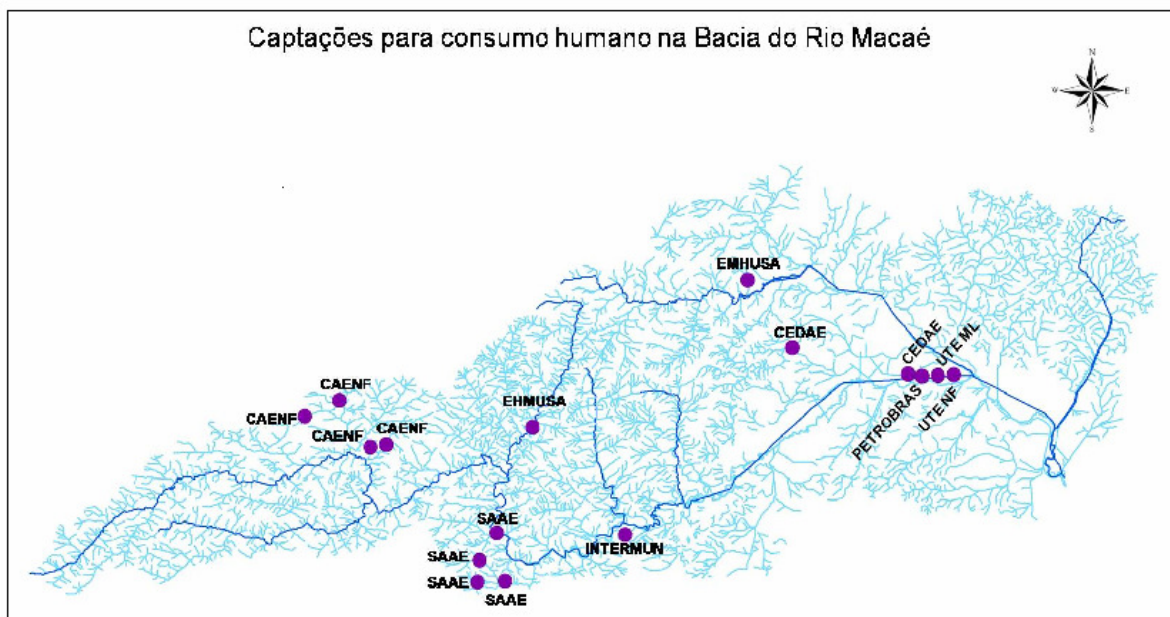 Captações para consumo humano na Bacia do Rio Macaé
N
W
E
S
EMHUSA
CEDAE
CEDAE
UTE ML
PETROBRAS
UTE NF
CAENF
CAENF
CAENF
CAENF
EHMUSA
SAAE
SAAE
SAAE
SAAE
INTERMUN